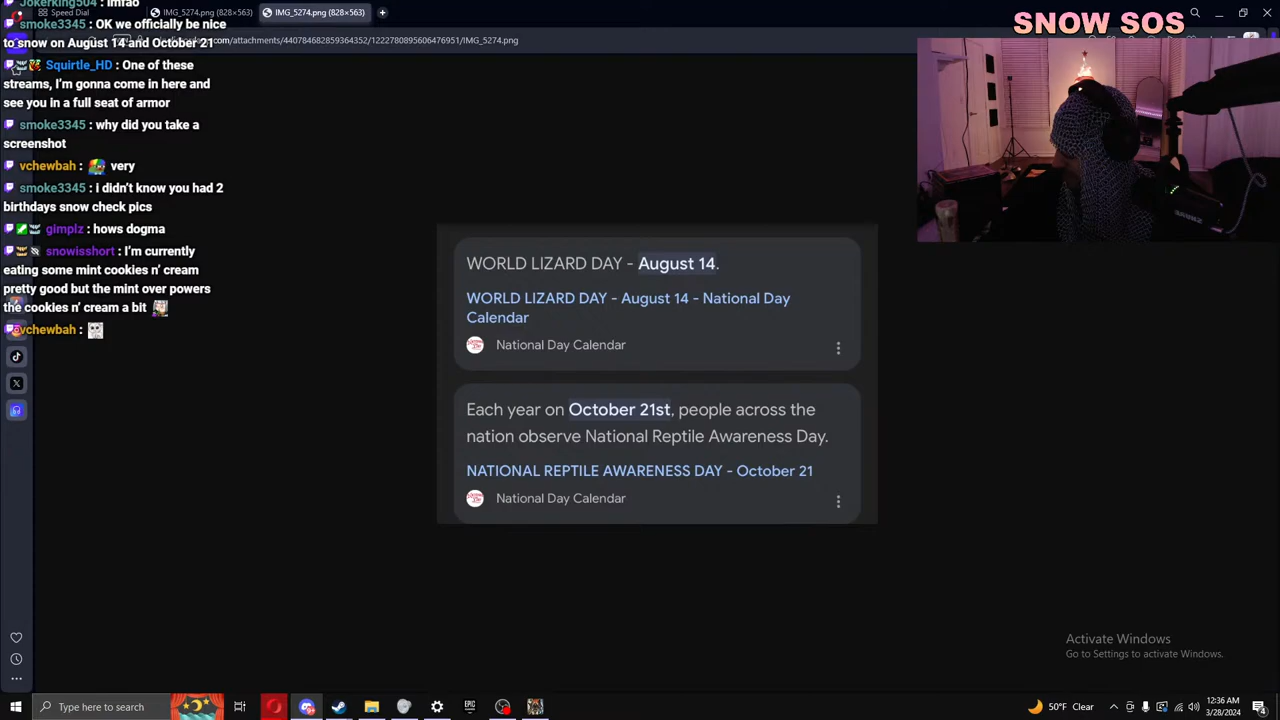 Jokerking504 : lmfao
smoke3345 : OK we officially be nice
to snow on August 14 and October 21
Squirtle_HD : One of these
streams, I'm gonna come in here and
see you in a full seat of armor
smoke3345 : why did you take a
screenshot
vchewbah : very
smoke3345 : i didn't know you had 2
birthdays snow check pics
gimplz : hows dogma
snowisshort : I'm currently
eating some mint cookies n' cream
pretty good but the mint over powers
the cookies n' cream a bit
vchewbah :
Speed Dial
IMG_5274.png (828×563)
IMG_5274.png (828×563)
.com/attachments/440784682859364352/1222780895606476951/IMG_5274.png
SNOW SOS
WORLD LIZARD DAY - August 14.
WORLD LIZARD DAY - August 14 - National Day
Calendar
National Day Calendar
Each year on October 21st, people across the
nation observe National Reptile Awareness Day.
NATIONAL REPTILE AWARENESS DAY - October 21
National Day Calendar
Activate Windows
Go to Settings to activate Windows.
Type here to search
EPIC
50°F Clear
12:36 AM
3/28/2024
4